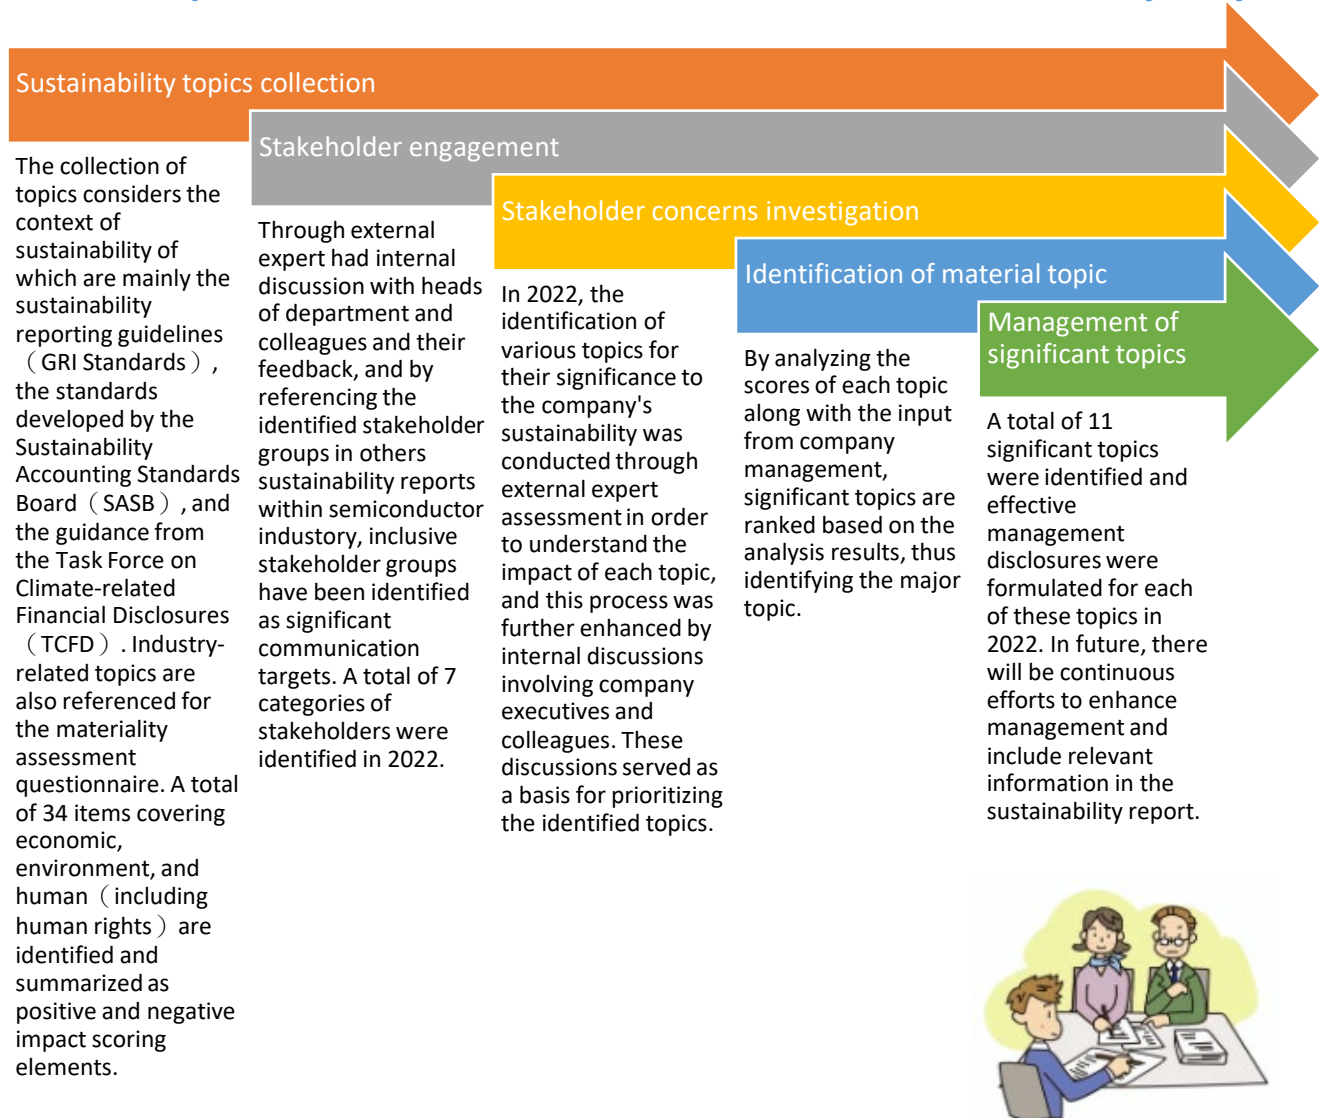 Sustainability topics collection
The collection of
topics considers the
context of
sustainability of
which are mainly the
sustainability
reporting guidelines
（GRI Standards）,
the standards
developed by the
Sustainability
Accounting Standards
Board（SASB）, and
the guidance from
the Task Force on
Climate-related
Financial Disclosures
（TCFD）. Industry-
related topics are
also referenced for
the materiality
assessment
questionnaire. A total
of 34 items covering
economic,
environment, and
human（including
human rights）are
identified and
summarized as
positive and negative
impact scoring
elements.
Stakeholder engagement
Through external
expert had internal
discussion with heads
of department and
colleagues and their
feedback, and by
referencing the
identified stakeholder
groups in others
sustainability reports
within semiconductor
industory, inclusive
stakeholder groups
have been identified
as significant
communication
targets. A total of 7
categories of
stakeholders were
identified in 2022.
Stakeholder concerns investigation
In 2022, the
identification of
various topics for
their significance to
the company's
sustainability was
conducted through
external expert
assessment in order
to understand the
impact of each topic,
and this process was
further enhanced by
internal discussions
involving company
executives and
colleagues. These
discussions served as
a basis for prioritizing
the identified topics.
Identification of material topic
By analyzing the
scores of each topic
along with the input
from company
management,
significant topics are
ranked based on the
analysis results, thus
identifying the major
topic.
Management of
significant topics
A total of 11
significant topics
were identified and
effective
management
disclosures were
formulated for each
of these topics in
2022. In future, there
will be continuous
efforts to enhance
management and
include relevant
information in the
sustainability report.